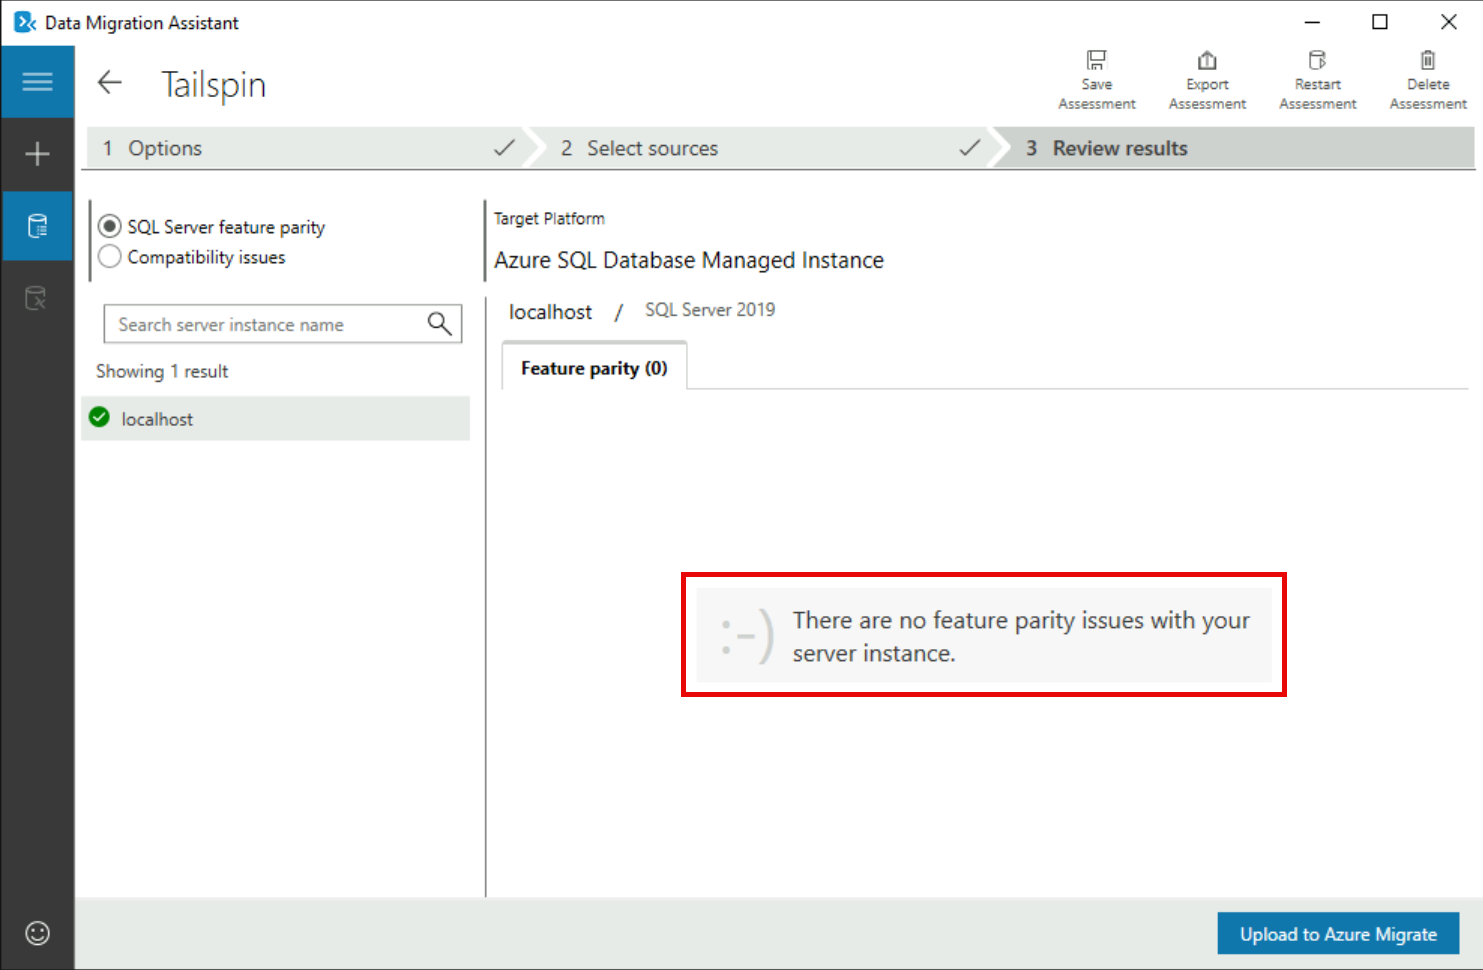 Data Migration Assistant
Tailspin
Save
Assessment
Export
Assessment
Restart
Assessment
Delete
Assessment
1 Options
2 Select sources
3 Review results
SQL Server feature parity
Compatibility issues
Search server instance name
Showing 1 result
localhost
Target Platform
Azure SQL Database Managed Instance
localhost / SQL Server 2019
Feature parity (0)
:-)
There are no feature parity issues with your
server instance.
Upload to Azure Migrate